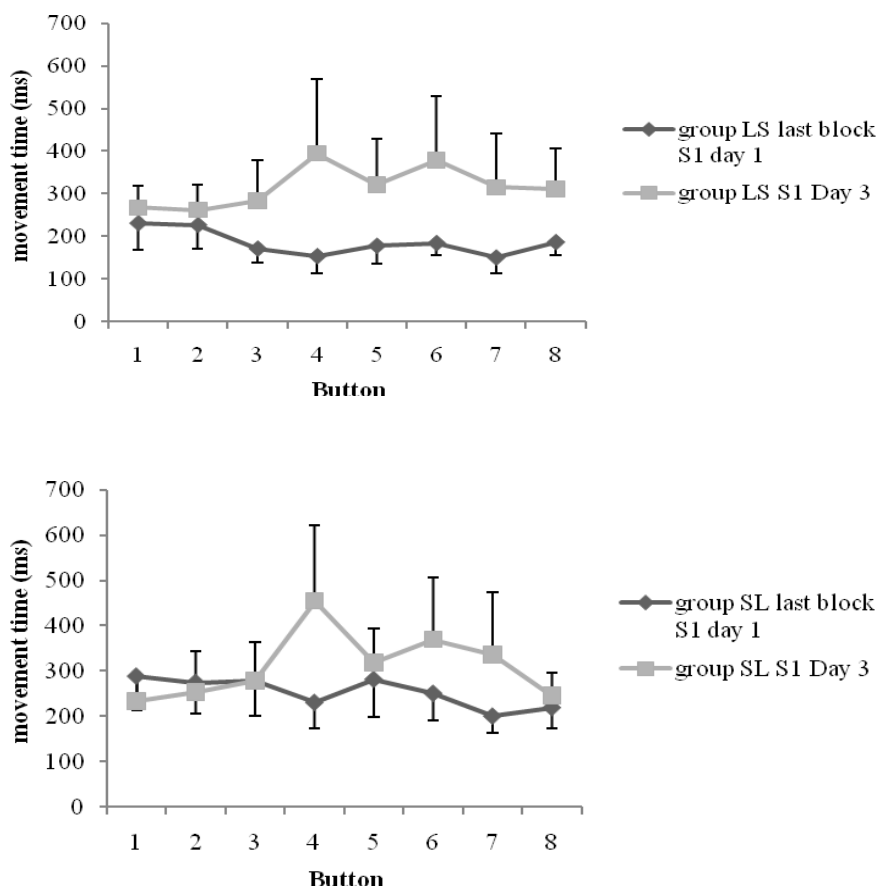 700
600
500
400
300
200
100
0
movement time (ms)
1 2 3 4 5 6 7 8
Button
group LS last block
S1 day 1
group LS S1 Day 3
700
600
500
400
300
200
100
0
movement time (ms)
1 2 3 4 5 6 7 8
Button
group SL last block
S1 day 1
group SL S1 Day 3